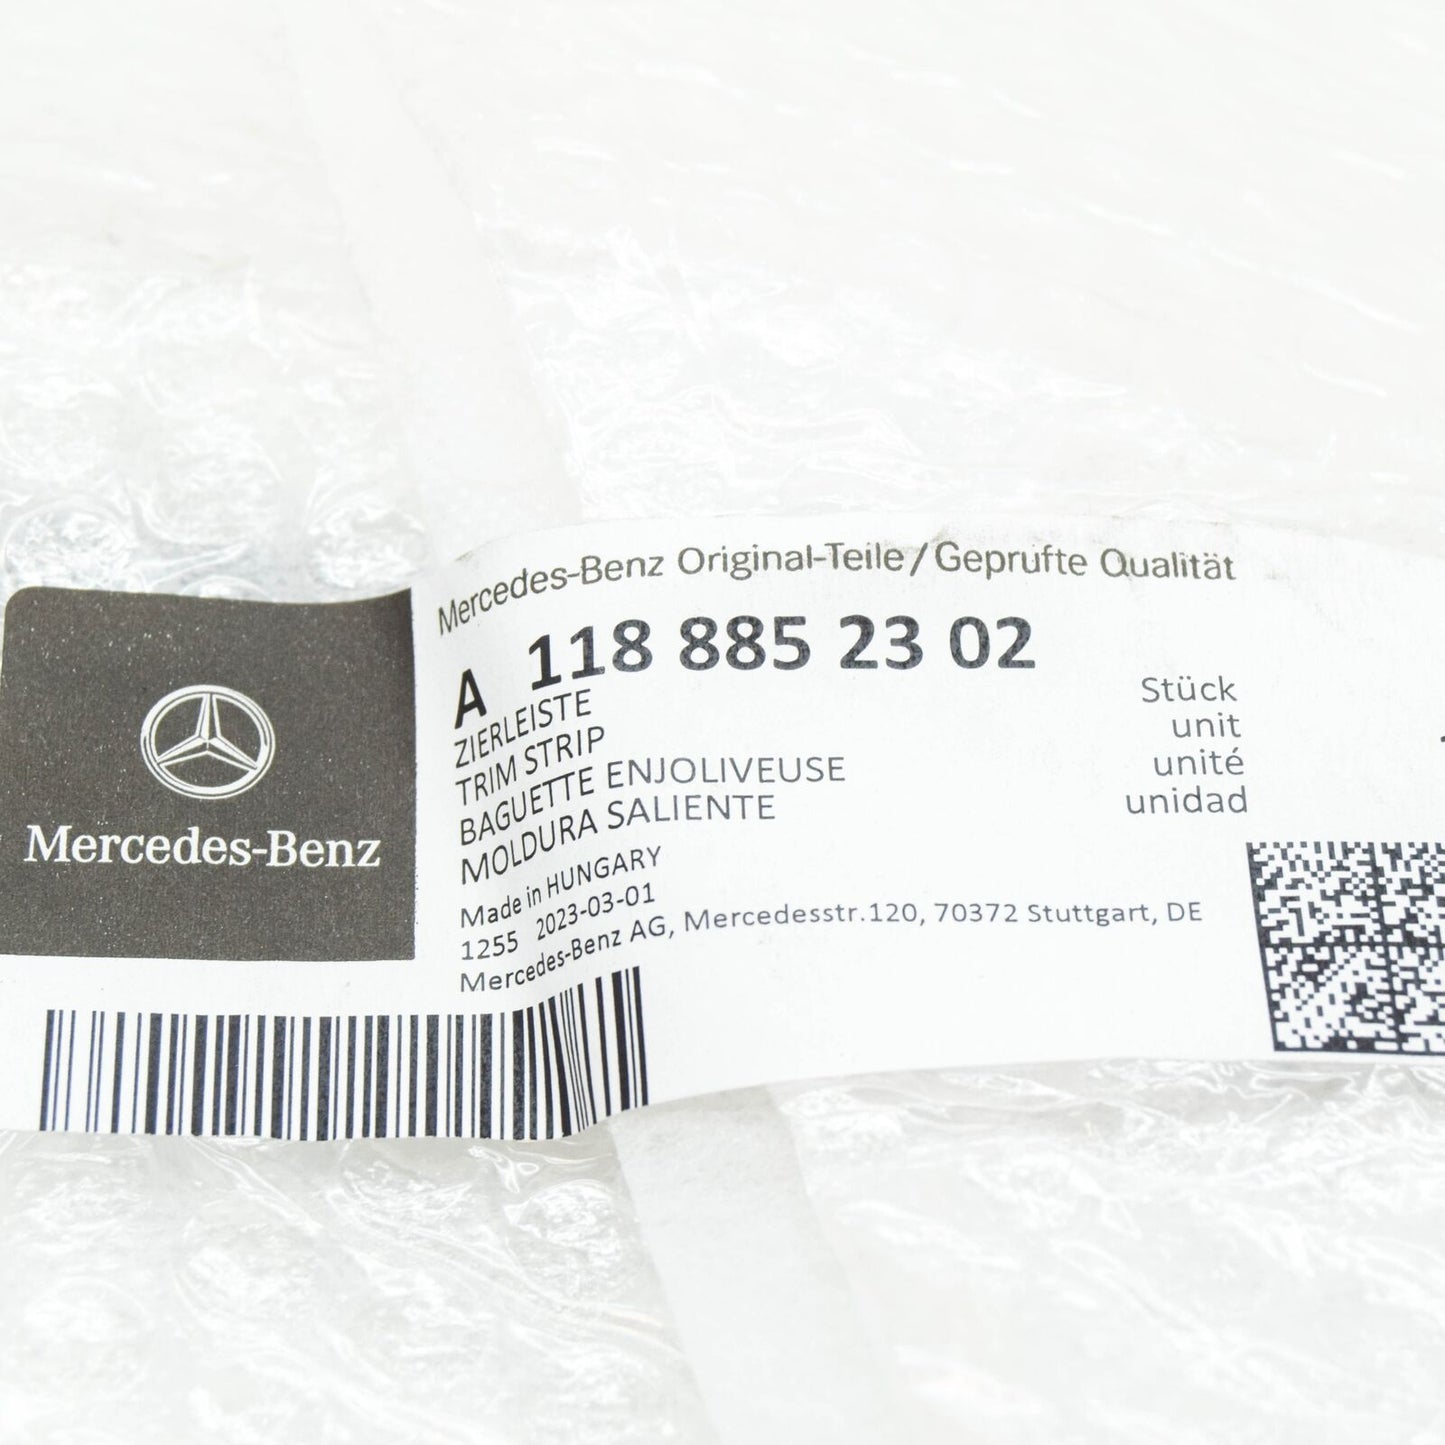 Mercedes-Benz Original-Teile/Geprüfte Qualität
A 118 885 23 02
ZIERLEISTE
TRIM STRIP
BAGUETTE ENJOLIVEUSE
MOLDURA SALIENTE
Stück
unit
unité
unidad
Made in HUNGARY
1255 2023-03-01
Mercedes-Benz AG, Mercedesstr.120, 70372 Stuttgart, DE
Mercedes-Benz